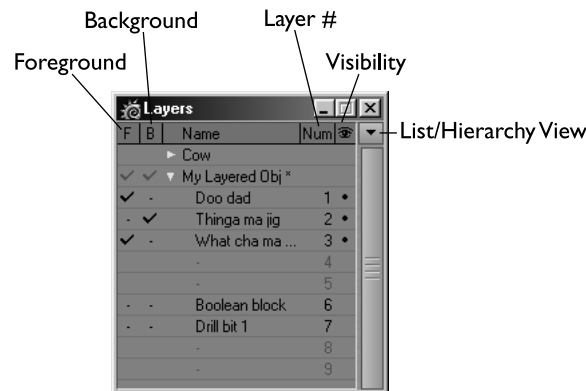 Background
Layer #
Foreground
Visibility
Layers
F B Name Num
List/Hierarchy View
Cow
My Layered Obj *
Doo dad 1
Thinga ma jig 2
What cha ma ... 3
- 4
- 5
- - Boolean block 6
- - Drill bit 1 7
- 8
- 9